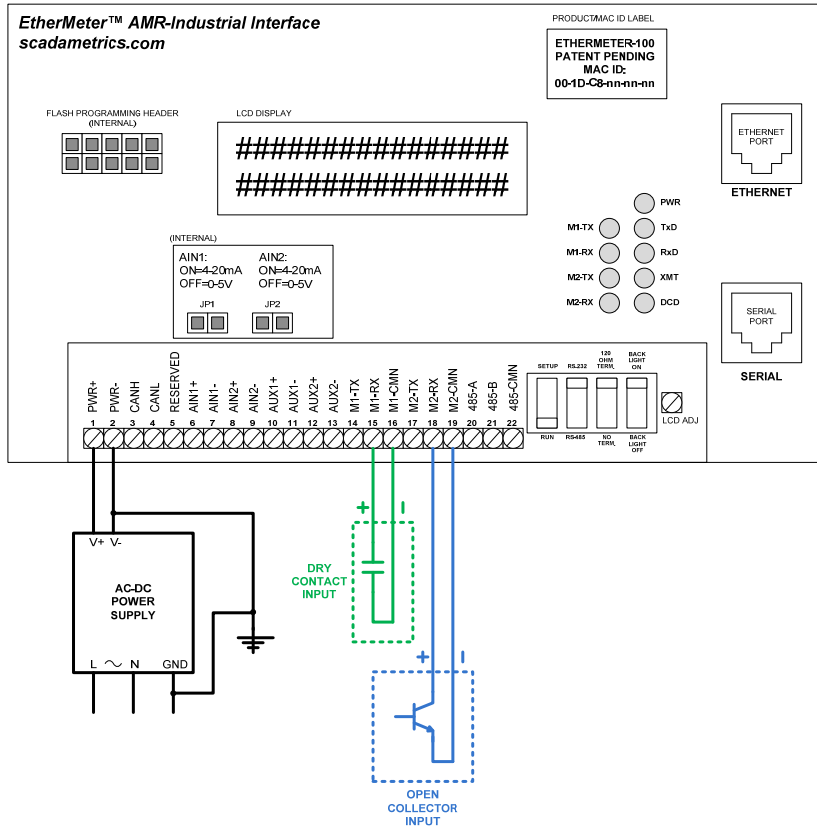 EtherMeter™ AMR-Industrial Interface
scadametrics.com
PRODUCT/MAC ID LABEL
ETHERMETER-100
PATENT PENDING
MAC ID:
00-1D-C8-nn-nn-nn
FLASH PROGRAMMING HEADER
(INTERNAL)
LCD DISPLAY
####################
####################
ETHERNET
PORT
ETHERNET
PWR
M1-TX
TxD
M1-RX
RxD
M2-TX
XMT
M2-RX
DCD
(INTERNAL)
AIN1:
ON=4-20mA
OFF=0-5V
JP1
AIN2:
ON=4-20mA
OFF=0-5V
JP2
SERIAL
PORT
SERIAL
PWR+
PWR-
CANH
CANL
RESERVED
AIN1+
AIN1-
AIN2+
AIN2-
AUX1+
AUX1-
AUX2+
AUX2-
M1-TX
M1-RX
M1-CMN
M2-TX
M2-RX
M2-CMN
485-A
485-B
485-CMN
1 2 3 4 5 6 7 8 9 10 11 12 13 14 15 16 17 18 19 20 21 22
SETUP
RS-232
120
OHM
TERM.
BACK
LIGHT
ON
RUN
RS-485
NO
TERM.
BACK
LIGHT
OFF
LCD ADJ
V+ V-
AC-DC
POWER
SUPPLY
L N GND
+ -
DRY
CONTACT
INPUT
+ -
OPEN
COLLECTOR
INPUT